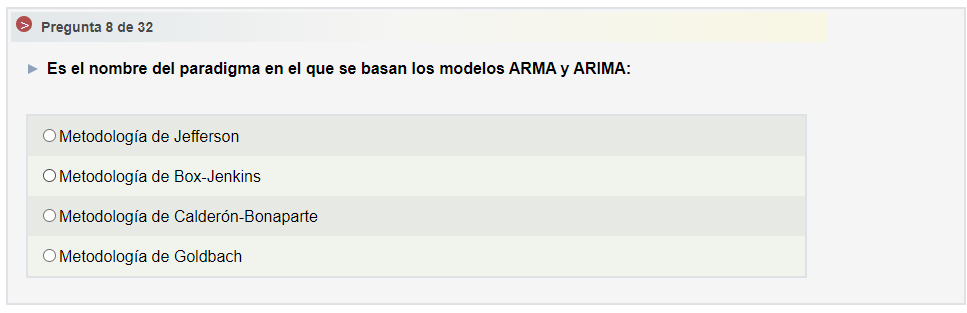 Pregunta 8 de 32
Es el nombre del paradigma en el que se basan los modelos ARMA y ARIMA:
Metodología de Jefferson
Metodología de Box-Jenkins
Metodología de Calderón-Bonaparte
Metodología de Goldbach